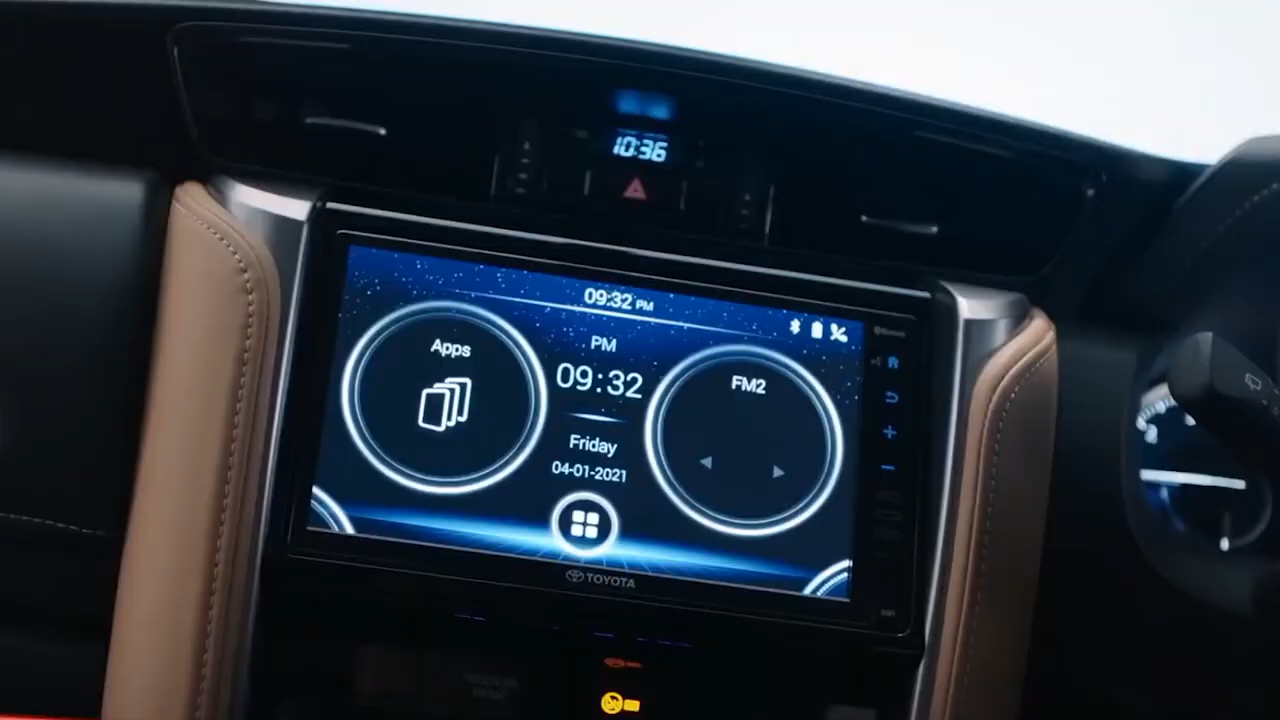 10:36
09:32 PM
Apps
PM
09:32
FM2
Friday
04-01-2021
TOYOTA